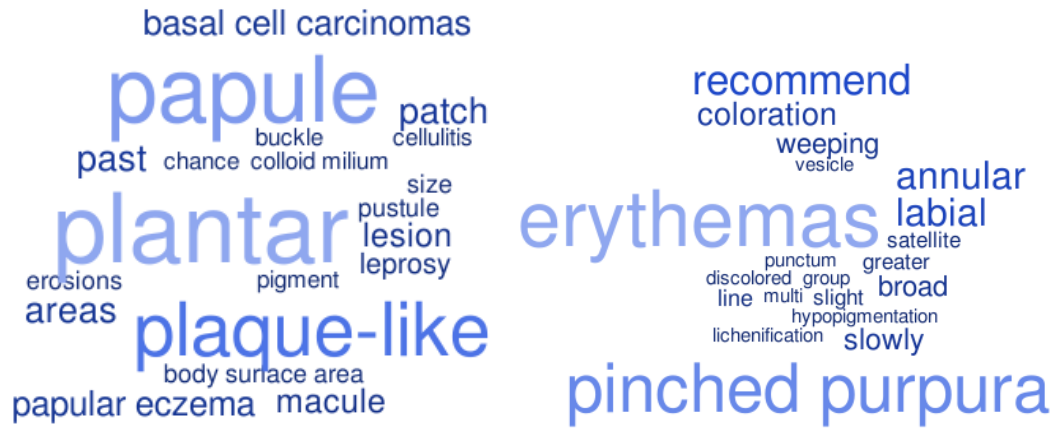 basal cell carcinomas
papule
patch
buckle
cellulitis
past
chance
colloid milium
size
plantar
pustule
lesion
leprosy
erosions
pigment
areas
plaque-like
body surface area
papular eczema
macule
recommend
coloration
weeping
vesicle
annular
erythemas
labial
satellite
punctum
greater
discolored
group
broad
line
multi
slight
hypopigmentation
lichenification
slowly
pinched purpura